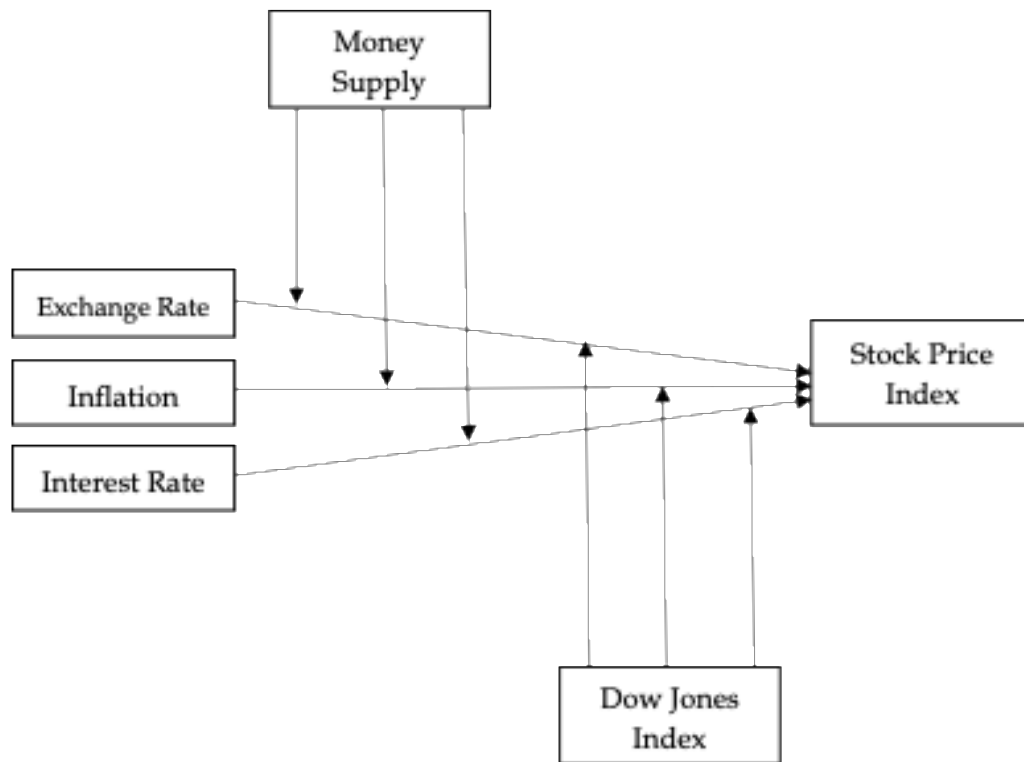 Money
Supply
Exchange Rate
Inflation
Interest Rate
Stock Price
Index
Dow Jones
Index